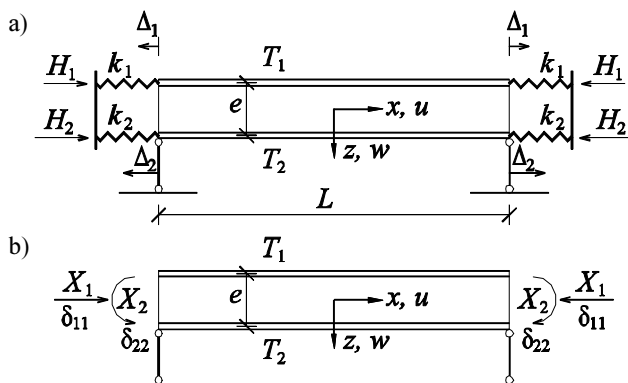 a)
Δ₁ Δ₁
H₁ k₁ T₁ k₁ H₁
H₂ k₂ e x, u k₂ H₂
Δ₂ T₂ z, w Δ₂
L
b)
T₁
X₁ X₂ e x, u X₂ X₁
δ₁₁ δ₁₁
δ₂₂ T₂ z, w δ₂₂